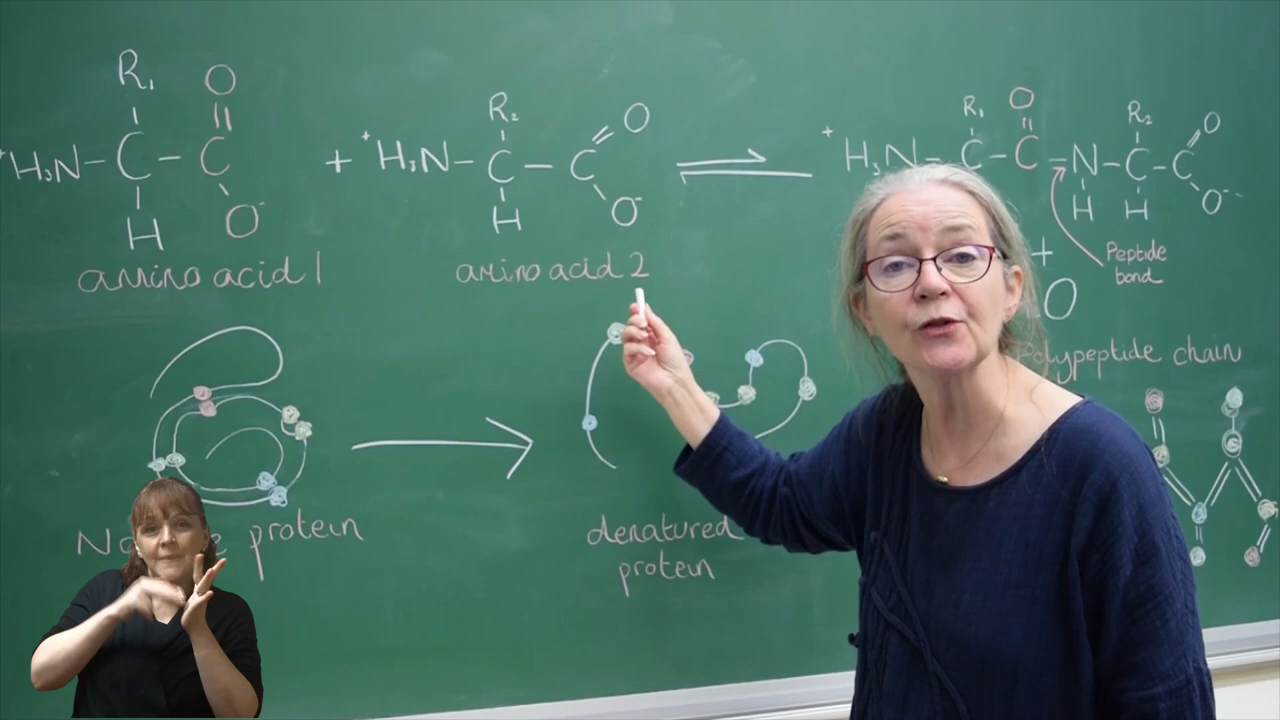 R₁ O
⁺H₃N – C – C
H O⁻
amino acid 1
+
R₂ O
⁺H₃N – C – C
H O⁻
amino acid 2
⇌
R₁ O R₂ O
⁺H₃N – C – C – N – C – C
H H O⁻
Peptide
bond
+
O
Polypeptide chain
protein
denatured
protein